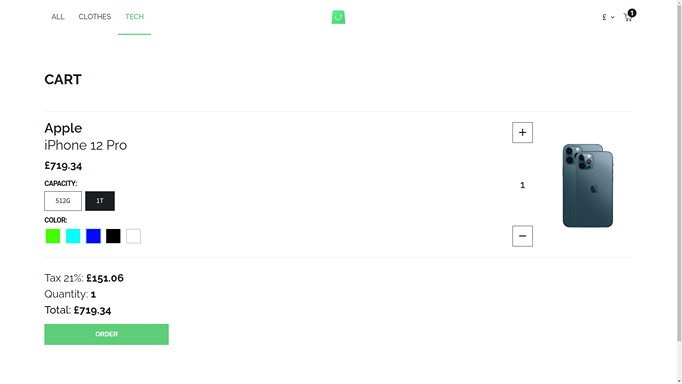 ALL CLOTHES TECH £ 1
CART
Apple
iPhone 12 Pro
£719.34
CAPACITY:
512G 1T
1
COLOR:
Tax 21%: £151.06
Quantity: 1
Total: £719.34
ORDER